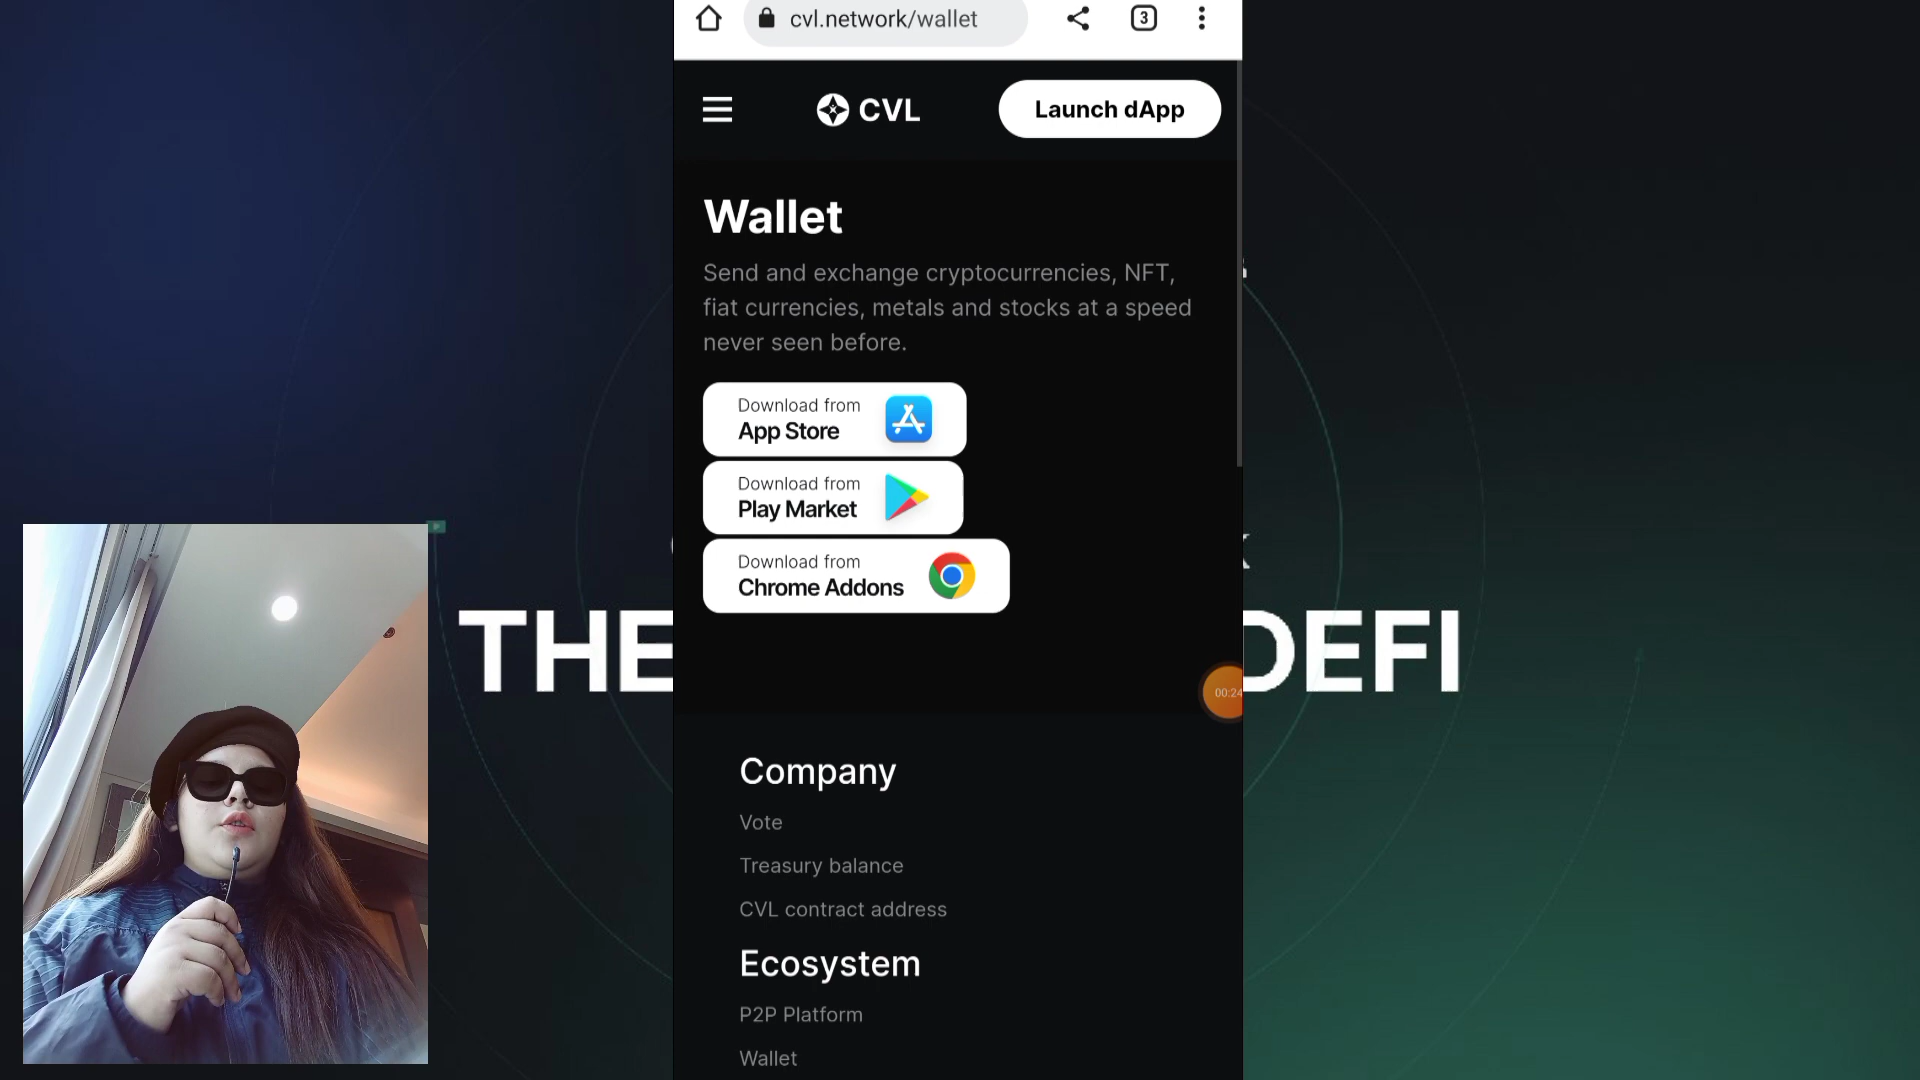 cvl.network/wallet
3
CVL
Launch dApp
Wallet
Send and exchange cryptocurrencies, NFT,
fiat currencies, metals and stocks at a speed
never seen before.
Download from
App Store
Download from
Play Market
Download from
Chrome Addons
THE
DEFI
00:24
Company
Vote
Treasury balance
CVL contract address
Ecosystem
P2P Platform
Wallet